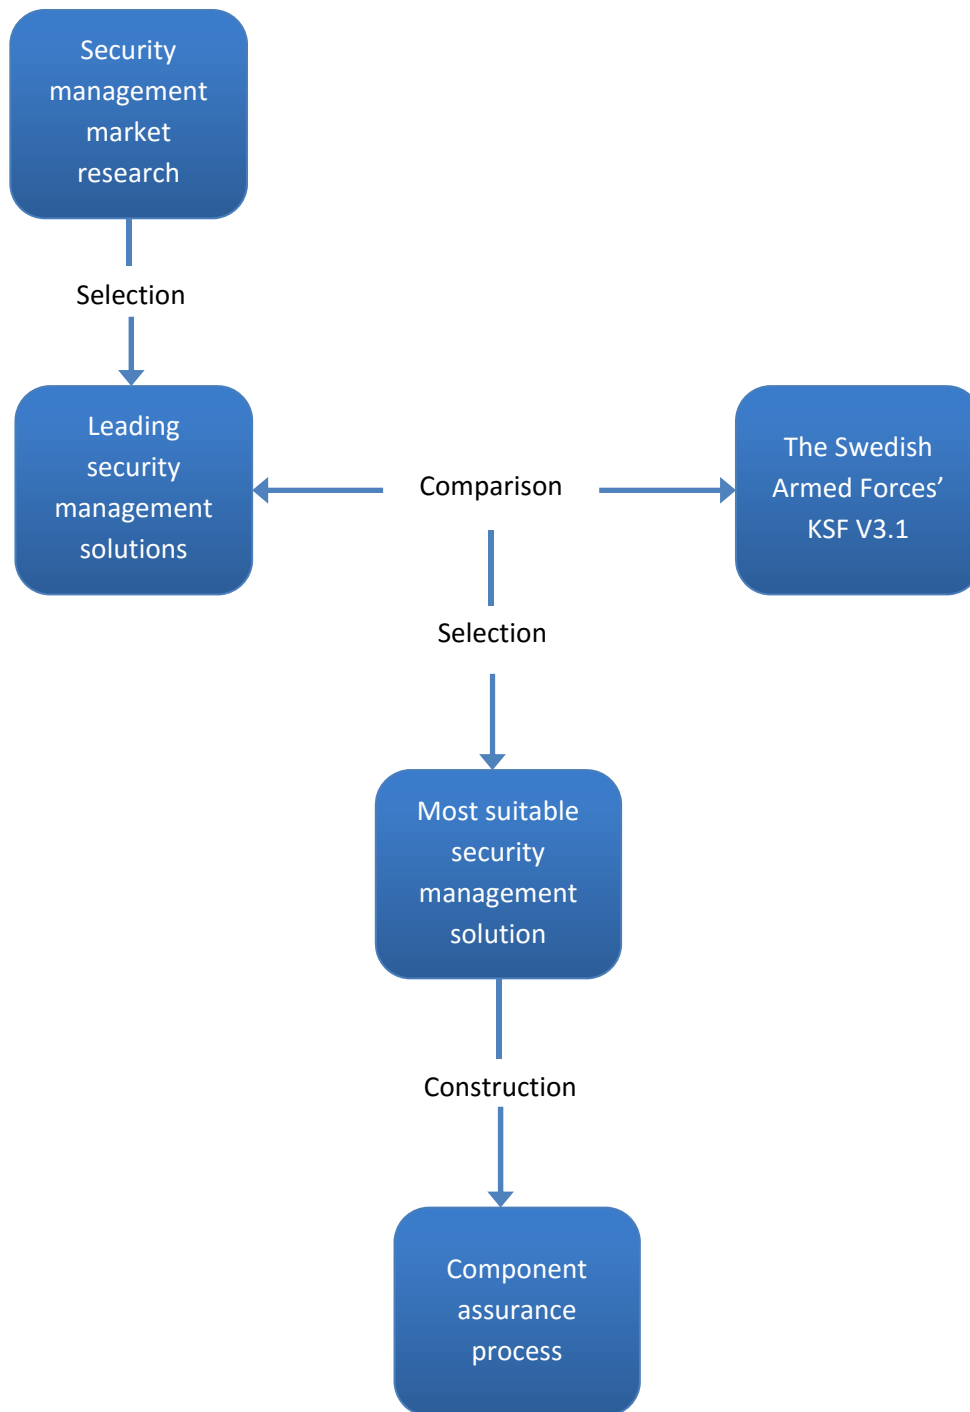 Security
management
market
research
Selection
Leading
security
management
solutions
Comparison
The Swedish
Armed Forces’
KSF V3.1
Selection
Most suitable
security
management
solution
Construction
Component
assurance
process